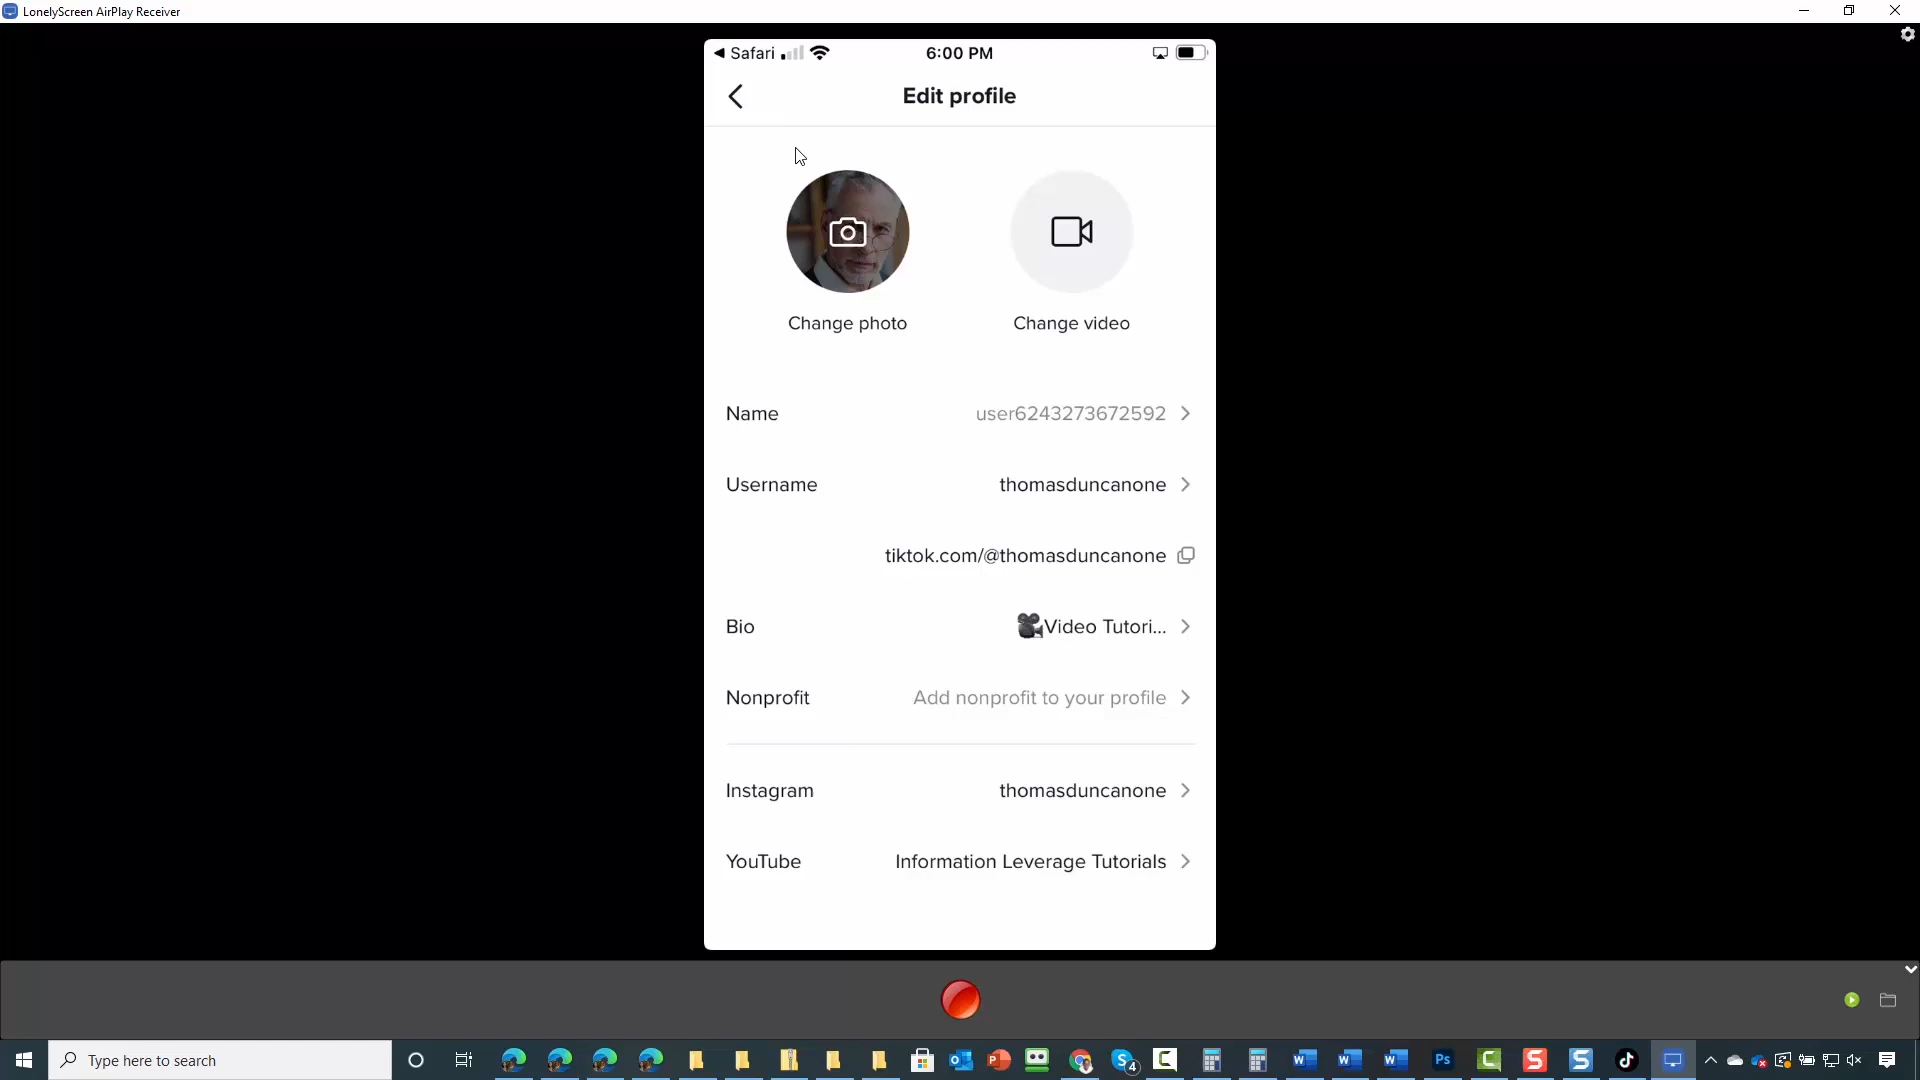 LonelyScreen AirPlay Receiver
Safari
6:00 PM
Edit profile
Change photo
Change video
Name
user6243273672592
Username
thomasduncanone
tiktok.com/@thomasduncanone
Bio
Video Tutori...
Nonprofit
Add nonprofit to your profile
Instagram
thomasduncanone
YouTube
Information Leverage Tutorials
Type here to search
4
Ps